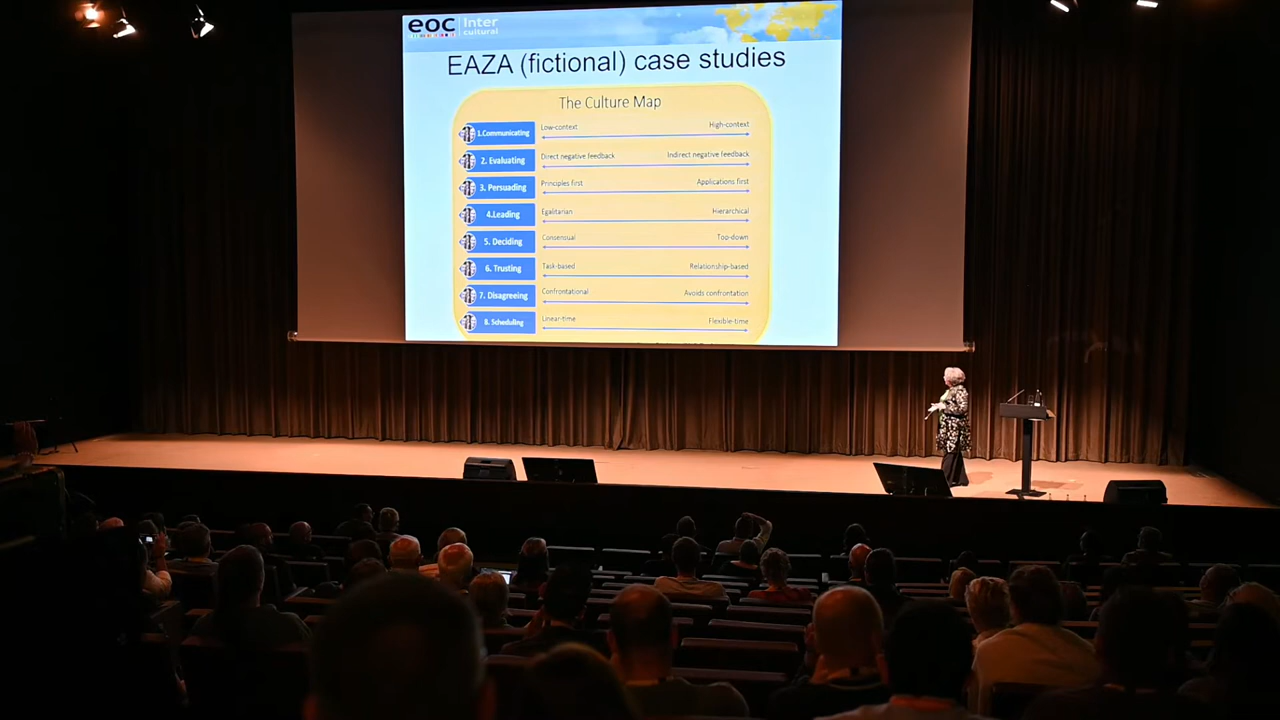 eoc Inter
cultural
EAZA (fictional) case studies
The Culture Map
1.Communicating Low-context High-context
2. Evaluating Direct negative feedback Indirect negative feedback
3. Persuading Principles first Applications first
4.Leading Egalitarian Hierarchical
5. Deciding Consensual Top-down
6. Trusting Task-based Relationship-based
7. Disagreeing Confrontational Avoids confrontation
8. Scheduling Linear-time Flexible-time